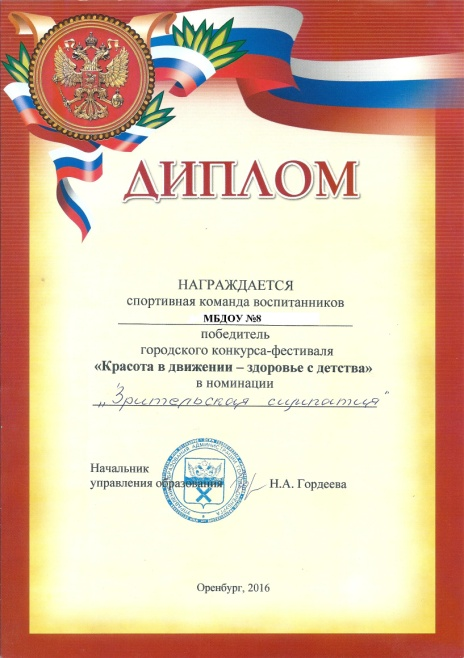 ДИПЛОМ
НАГРАЖДАЕТСЯ
спортивная команда воспитанников
МБДОУ №8
победитель
городского конкурса-фестиваля
«Красота в движении – здоровье с детства»
в номинации
„Зрительская симпатия"
Начальник
управления образования Н.А. Гордеева
Оренбург, 2016